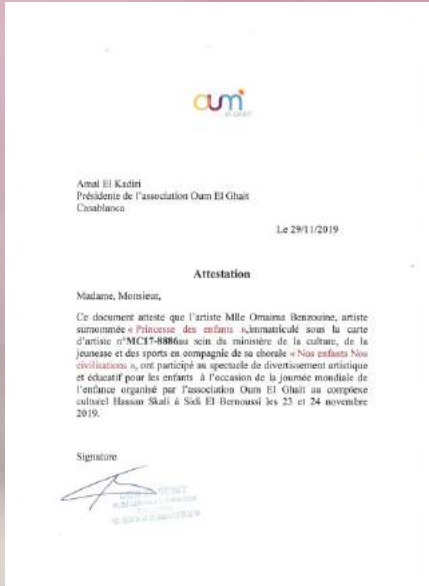 oum
EL GHAIT
Amal El Kadiri
Présidente de l'association Oum El Ghait
Casablanca
Le 29/11/2019
Attestation
Madame, Monsieur,
Ce document atteste que l'artiste Mlle Omaima Benzouine, artiste
surnommée « Princesse des enfants »,immatriculé sous la carte
d'artiste n°MC17-8886au sein du ministère de la culture, de la
jeunesse et des sports en compagnie de sa chorale « Nos enfants Nos
civilisations », ont participé au spectacle de divertissement artistique
et éducatif pour les enfants à l'occasion de la journée mondiale de
l'enfance organisé par l'association Oum El Ghait au complexe
culturel Hassan Skali à Sidi El Bernoussi les 23 et 24 novembre
2019.
Signature